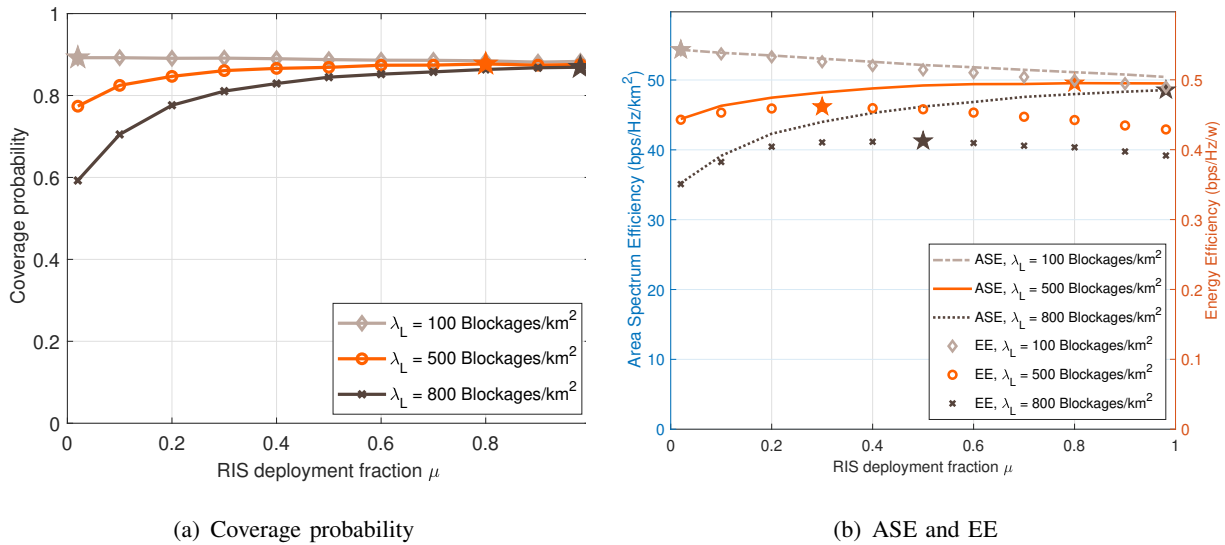 1
0.8
0.6
0.4
0.2
0
Coverage probability
0 0.2 0.4 0.6 0.8
RIS deployment fraction μ
λL = 100 Blockages/km²
λL = 500 Blockages/km²
λL = 800 Blockages/km²
(a) Coverage probability
60
50
40
30
20
10
0
Area Spectrum Efficiency (bps/Hz/km²)
0 0.2 0.4 0.6 0.8 1
RIS deployment fraction μ
0.5
0.4
0.3
0.2
0.1
0
Energy Efficiency (bps/Hz/w)
ASE, λL = 100 Blockages/km²
ASE, λL = 500 Blockages/km²
ASE, λL = 800 Blockages/km²
EE, λL = 100 Blockages/km²
EE, λL = 500 Blockages/km²
EE, λL = 800 Blockages/km²
(b) ASE and EE